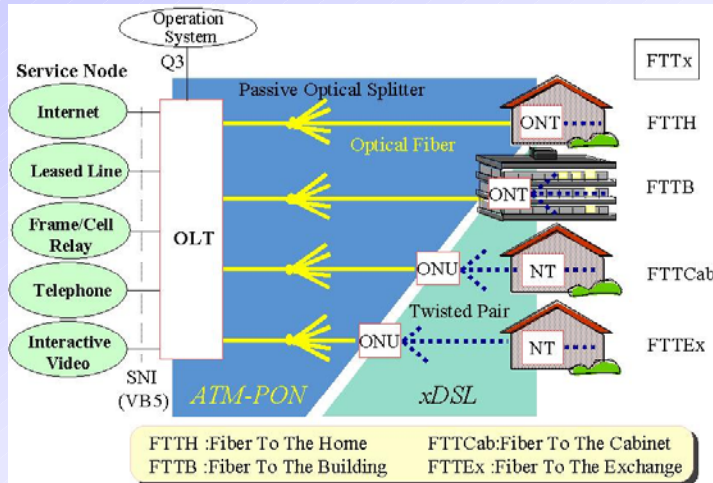 Operation
System
Q3
FTTx
Service Node
Passive Optical Splitter
Internet
ONT
FTTH
Optical Fiber
Leased Line
ONT
FTTB
Frame/Cell
Relay
OLT
ONU
NT
FTTCab
Telephone
Twisted Pair
Interactive
Video
ONU
NT
FTTEx
SNI
(VB5)
ATM-PON
xDSL
FTTH :Fiber To The Home
FTTCab:Fiber To The Cabinet
FTTB :Fiber To The Building
FTTEx :Fiber To The Exchange